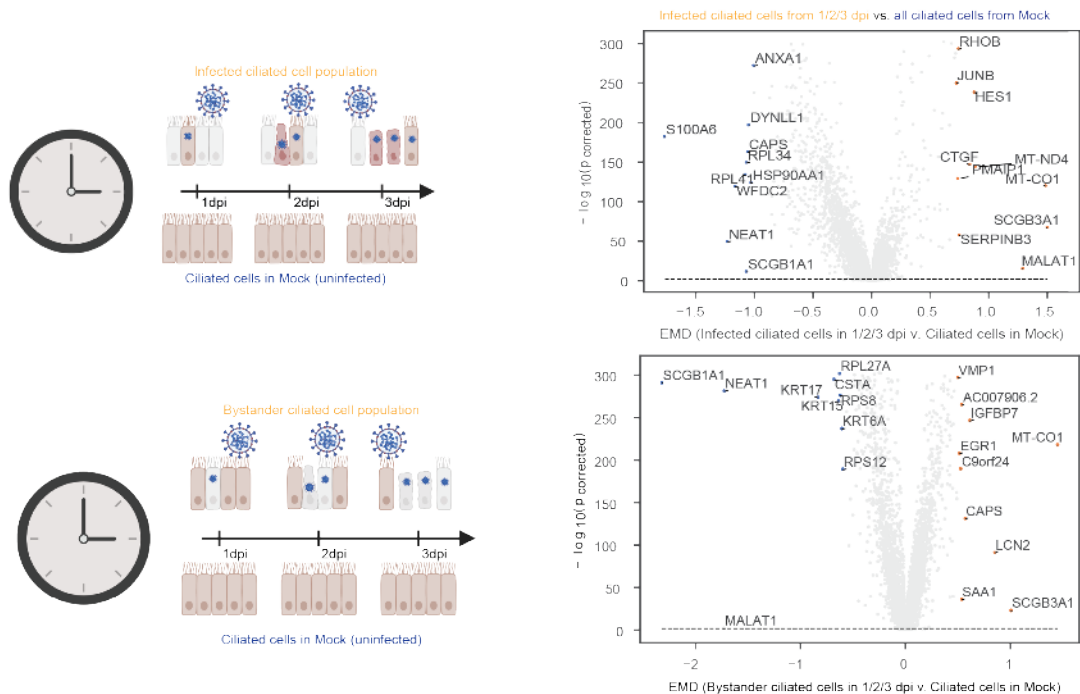 Infected ciliated cell population
1dpi
2dpi
3dpi
Ciliated cells in Mock (uninfected)
Infected ciliated cells from 1/2/3 dpi vs. all ciliated cells from Mock
300
250
200
150
100
50
0
− log 10(P corrected)
RHOB
ANXA1
JUNB
HES1
S100A6
DYNLL1
CAPS
RPL34
CTGF
MT-ND4
PMAIP1
RPL41
HSP90AA1
MT-CO1
WFDC2
SCGB3A1
NEAT1
SERPINB3
SCGB1A1
MALAT1
−1.5
−1.0
−0.5
0.0
0.5
1.0
1.5
EMD (Infected ciliated cells in 1/2/3 dpi v. Ciliated cells in Mock)
Bystander ciliated cell population
1dpi
2dpi
3dpi
Ciliated cells in Mock (uninfected)
300
250
200
150
100
50
0
− log 10(P corrected)
SCGB1A1
NEAT1
RPL27A
VMP1
KRT17
CSTA
KRT15
RPS8
AC007906.2
IGFBP7
KRT6A
MT-CO1
EGR1
RPS12
C9orf24
CAPS
LCN2
SAA1
SCGB3A1
MALAT1
−2
−1
0
1
EMD (Bystander ciliated cells in 1/2/3 dpi v. Ciliated cells in Mock)